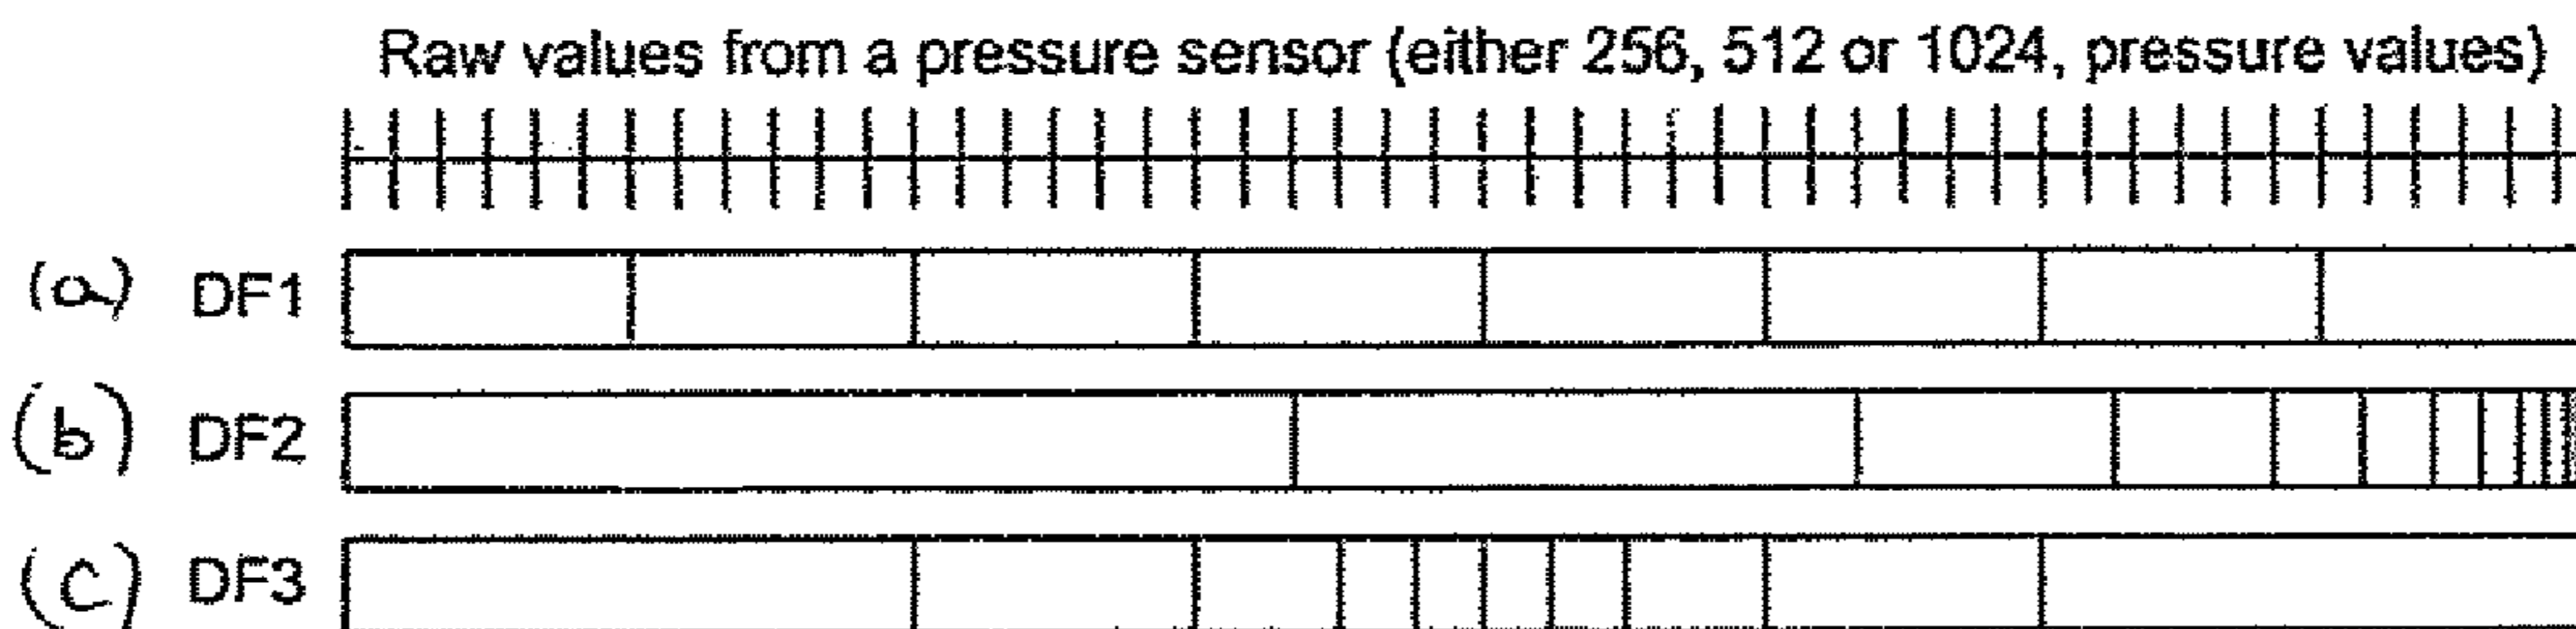 Raw values from a pressure sensor (either 256, 512 or 1024, pressure values)
(a) DF1
(b) DF2
(c) DF3